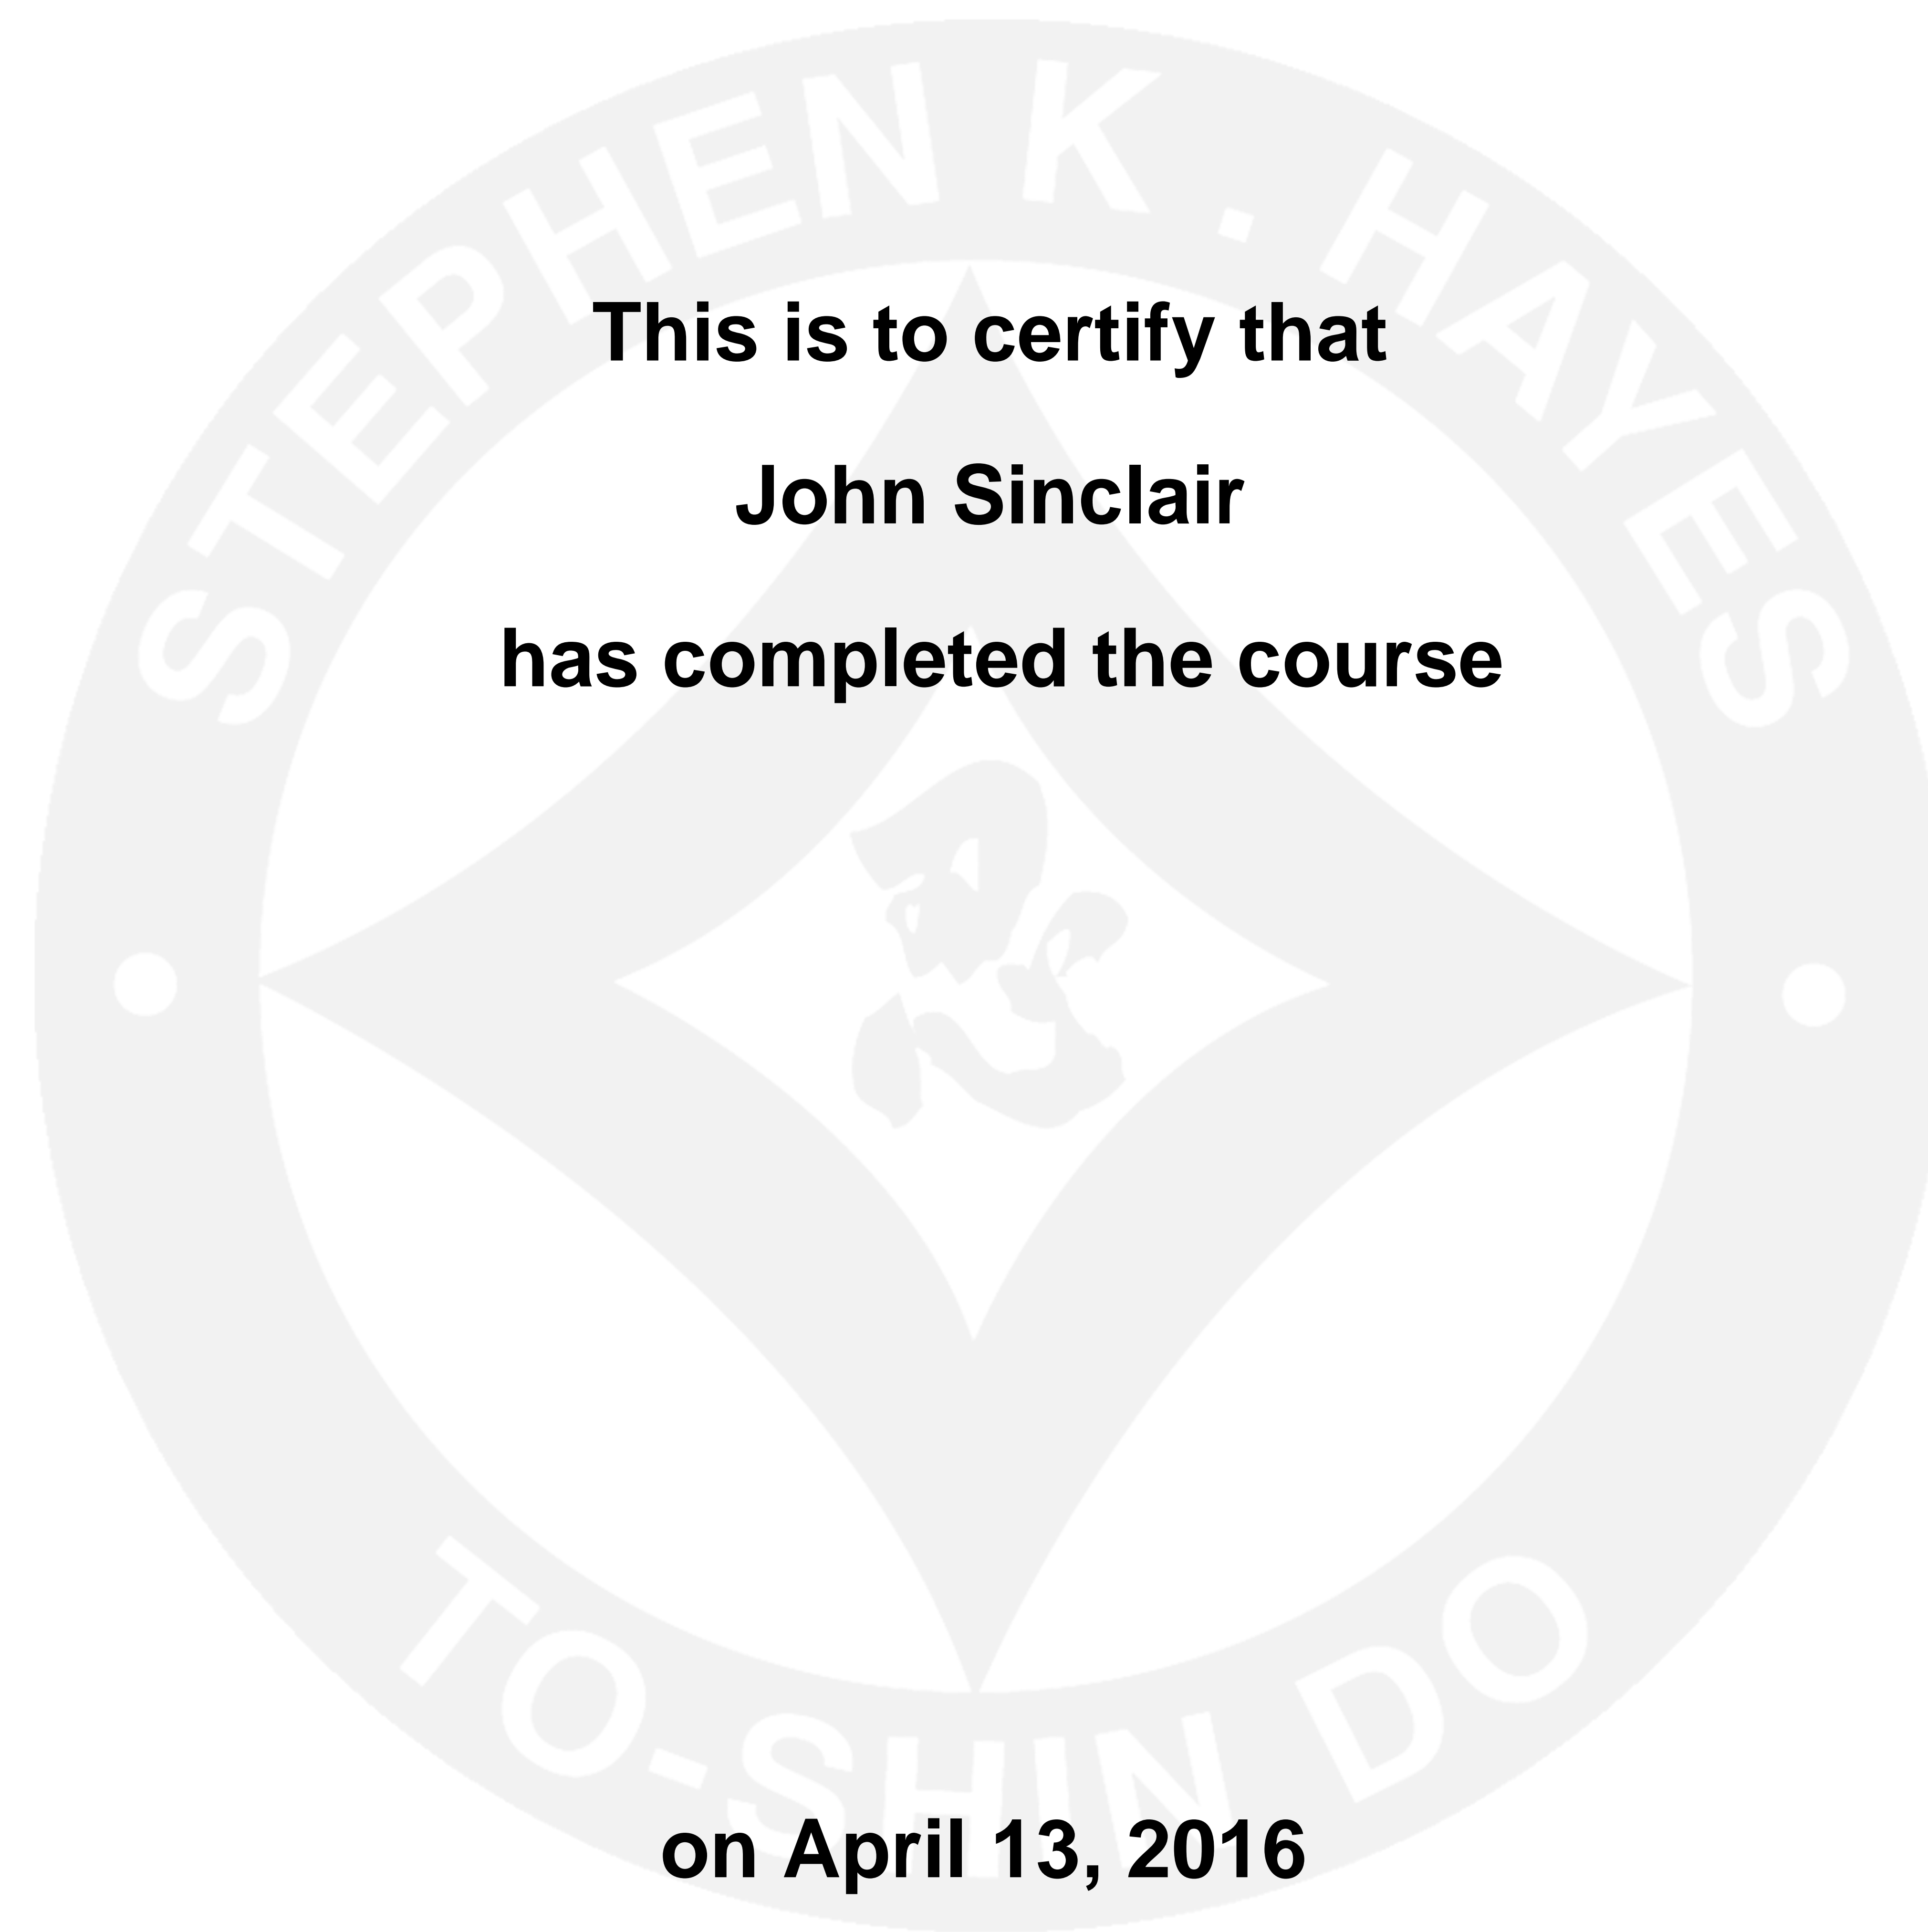 STEPHEN K. HAYES
This is to certify that
John Sinclair
has completed the course
忍
TO-SHIN DO
on April 13, 2016